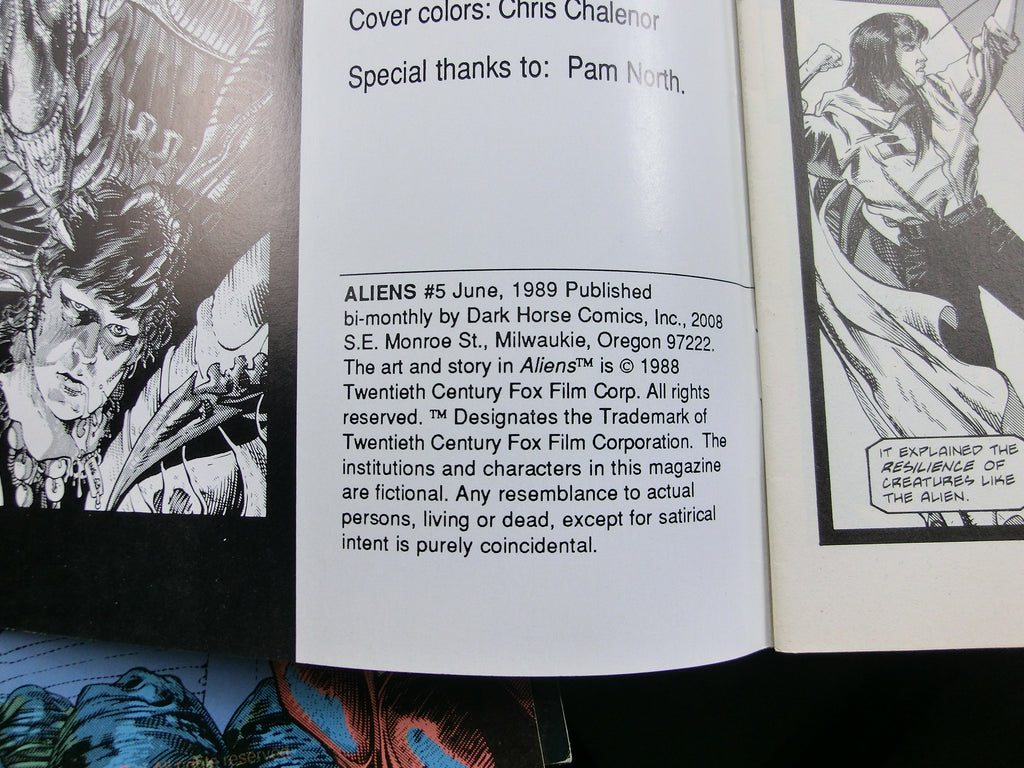 Cover colors: Chris Chalenor
Special thanks to: Pam North.
ALIENS #5 June, 1989 Published
bi-monthly by Dark Horse Comics, Inc., 2008
S.E. Monroe St., Milwaukie, Oregon 97222.
The art and story in Aliens™ is © 1988
Twentieth Century Fox Film Corp. All rights
reserved. ™ Designates the Trademark of
Twentieth Century Fox Film Corporation. The
institutions and characters in this magazine
are fictional. Any resemblance to actual
persons, living or dead, except for satirical
intent is purely coincidental.
IT EXPLAINED THE
RESILIENCE OF
CREATURES LIKE
THE ALIEN.
reserved